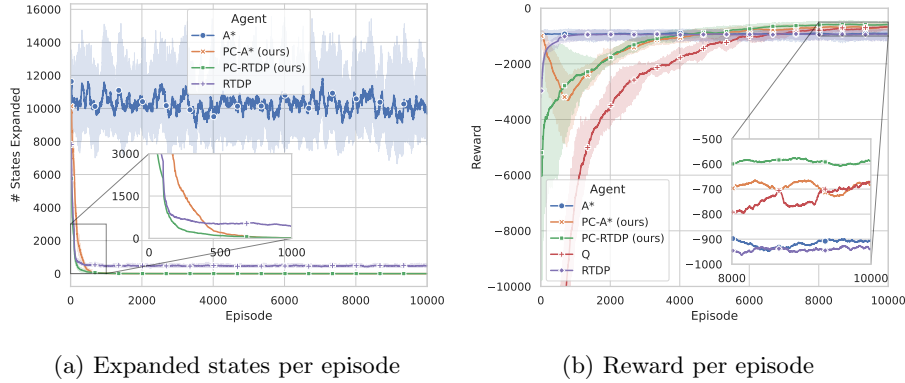 Agent
A*
PC-A* (ours)
PC-RTDP (ours)
RTDP
# States Expanded
16000
14000
12000
10000
8000
6000
4000
2000
0
3000
1500
0
0
500
1000
0
2000
4000
6000
8000
10000
Episode
(a) Expanded states per episode
Reward
0
−2000
−4000
−6000
−8000
−10000
Agent
A*
PC-A* (ours)
PC-RTDP (ours)
Q
RTDP
−500
−600
−700
−800
−900
−1000
8000
10000
0
2000
4000
6000
8000
10000
Episode
(b) Reward per episode